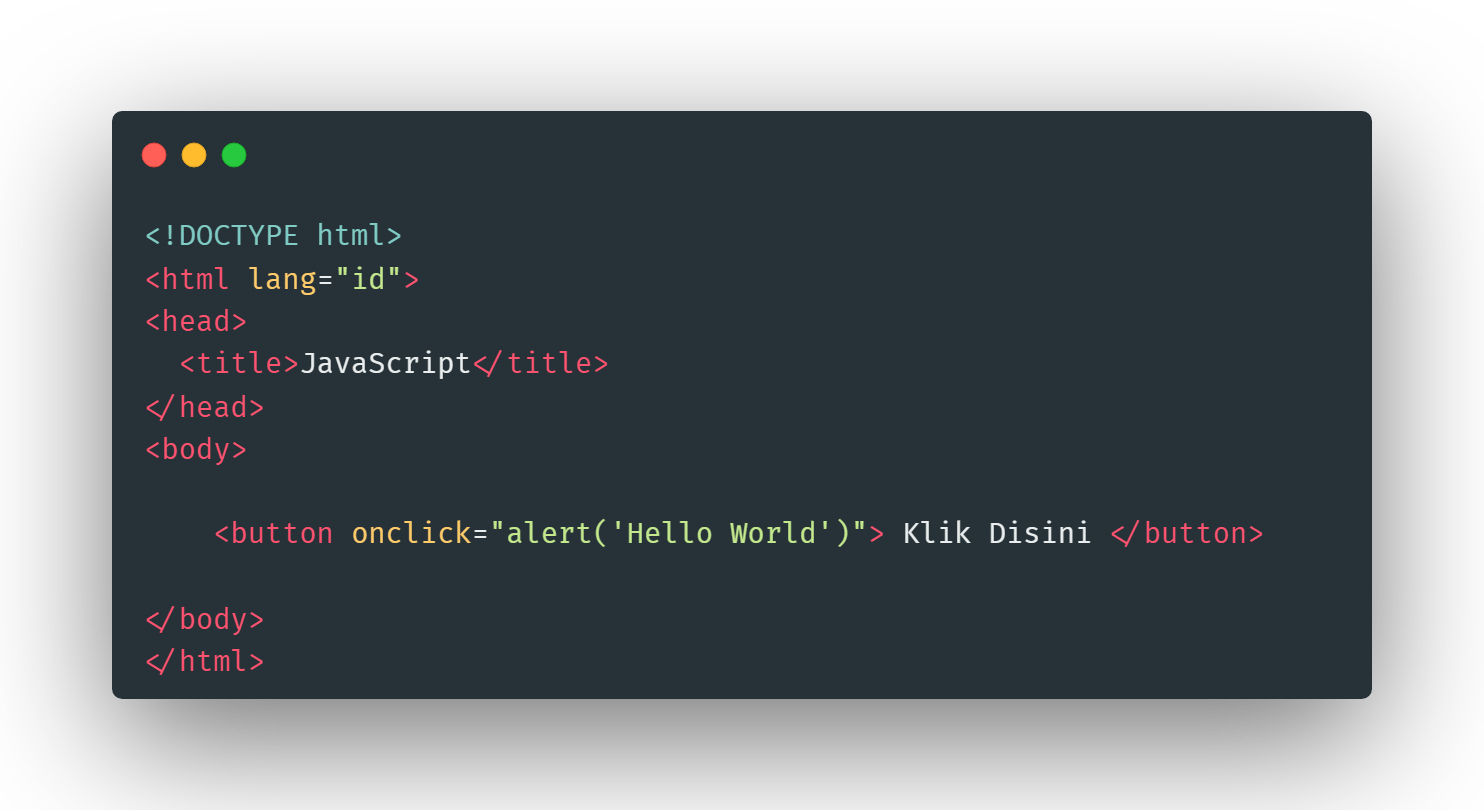 <!DOCTYPE html>
<html lang="id">
<head>
  <title>JavaScript</title>
</head>
<body>

    <button onclick="alert('Hello World')"> Klik Disini </button>

</body>
</html>